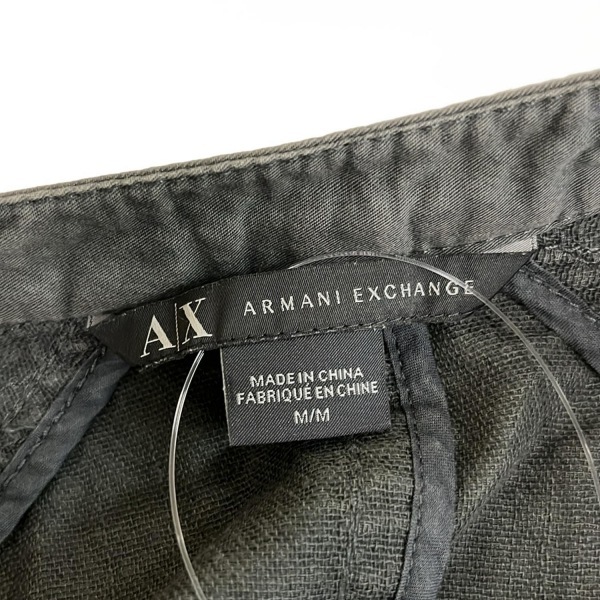 A|X ARMANI EXCHANGE
MADE IN CHINA
FABRIQUÉ EN CHINE
M/M